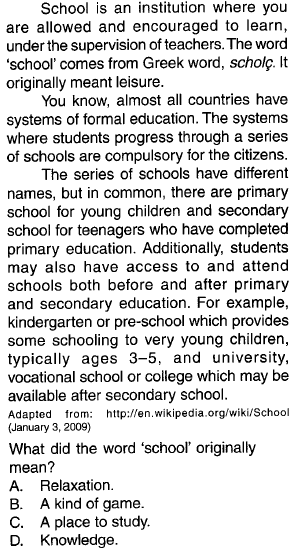 School is an institution where you
are allowed and encouraged to learn,
under the supervision of teachers. The word
‘school’ comes from Greek word, scholç. It
originally meant leisure.
You know, almost all countries have
systems of formal education. The systems
where students progress through a series
of schools are compulsory for the citizens.
The series of schools have different
names, but in common, there are primary
school for young children and secondary
school for teenagers who have completed
primary education. Additionally, students
may also have access to and attend
schools both before and after primary
and secondary education. For example,
kindergarten or pre-school which provides
some schooling to very young children,
typically ages 3–5, and university,
vocational school or college which may be
available after secondary school.
Adapted from: http://en.wikipedia.org/wiki/School
(January 3, 2009)
What did the word ‘school’ originally
mean?
A. Relaxation.
B. A kind of game.
C. A place to study.
D. Knowledge.